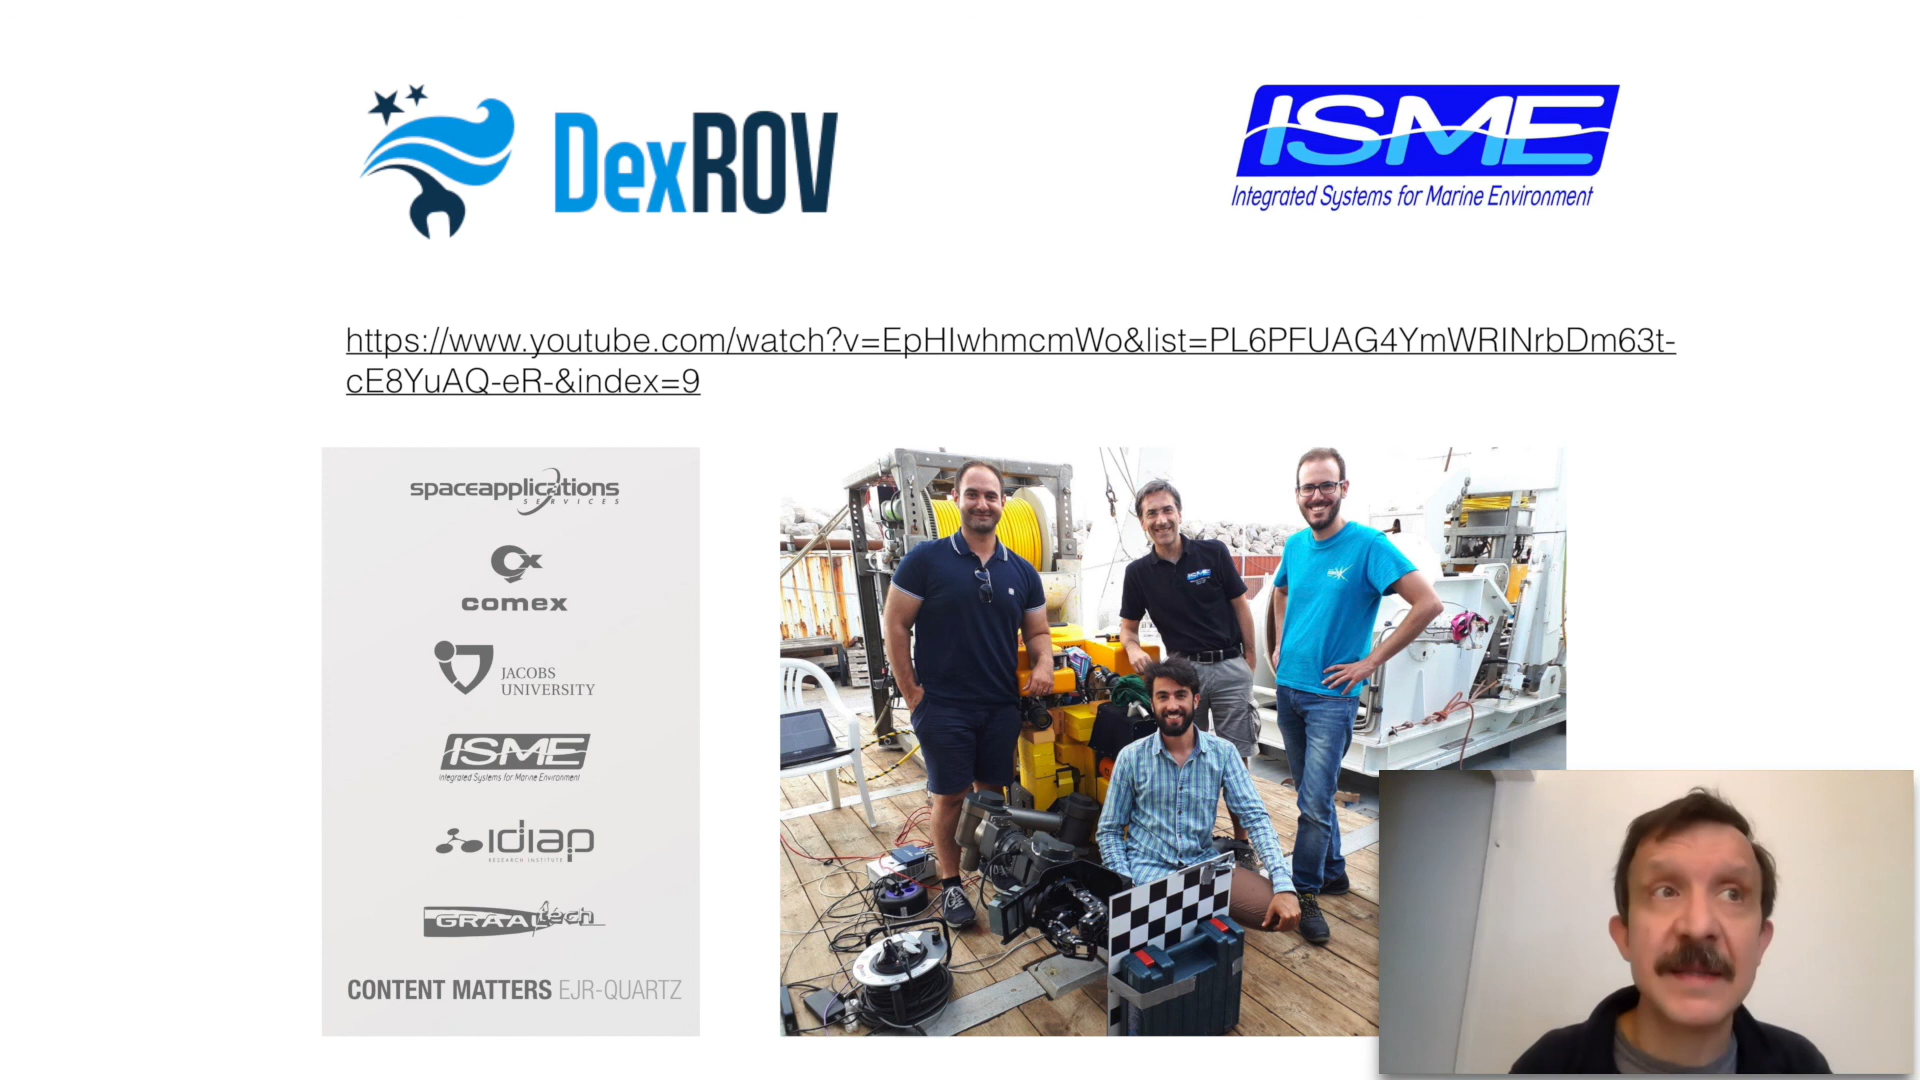 DexROV
ISME
Integrated Systems for Marine Environment
https://www.youtube.com/watch?v=EpHIwhmcmWo&list=PL6PFUAG4YmWRINrbDm63t-
cE8YuAQ-eR-&index=9
spaceapplications
SERVICES
comex
JACOBS
UNIVERSITY
ISME
Integrated Systems for Marine Environment
idiap
RESEARCH INSTITUTE
GRAALtech
CONTENT MATTERS EJR-QUARTZ
ISME